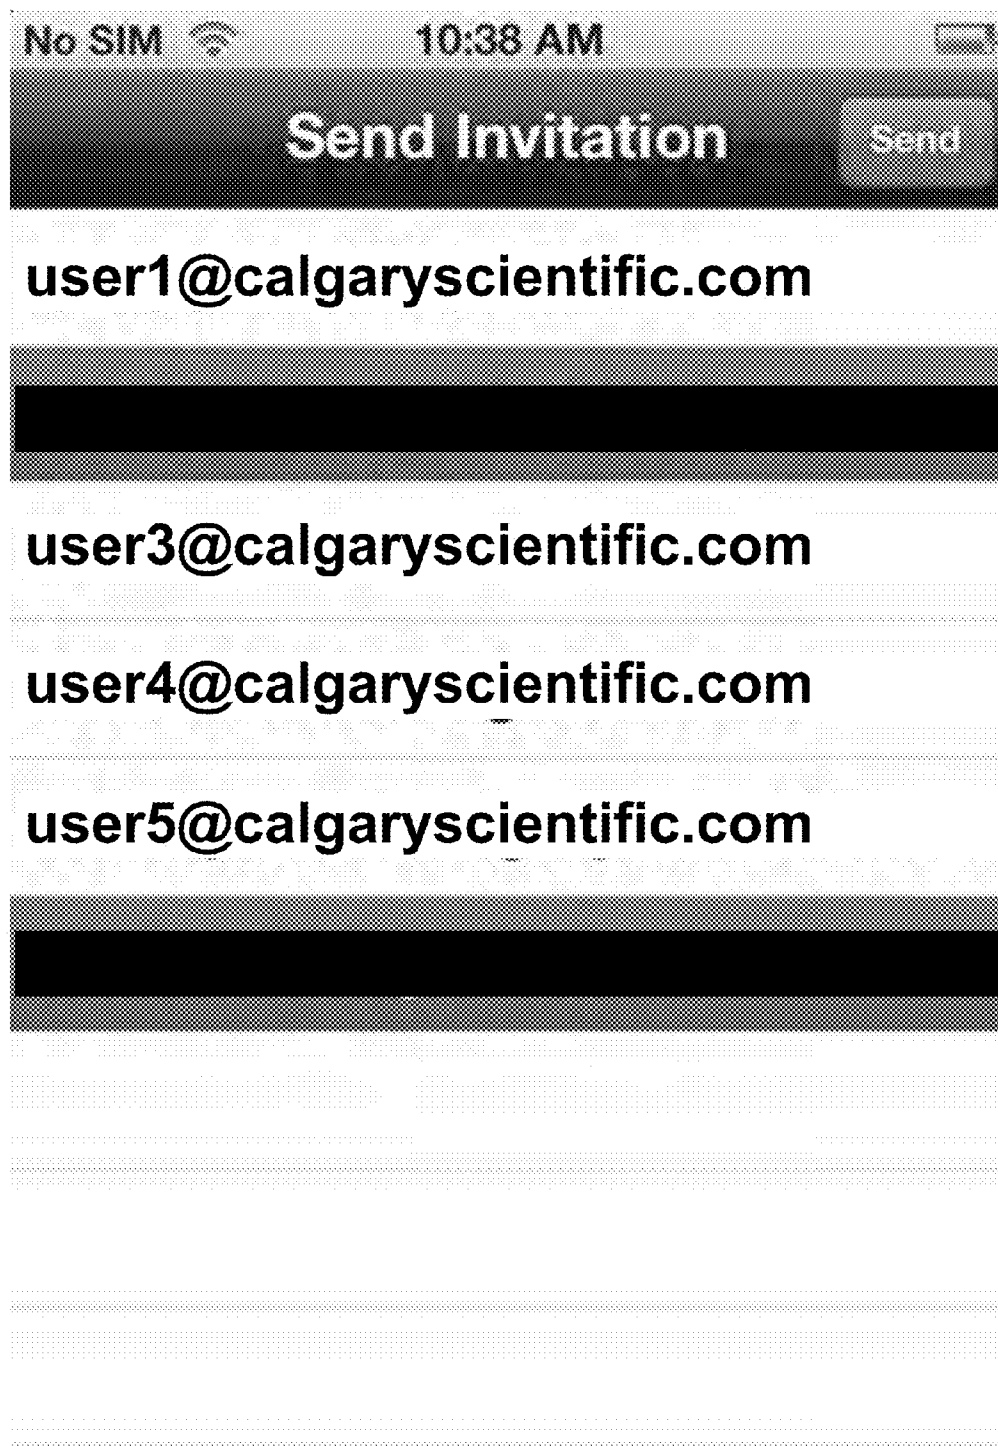 No SIM 10:38 AM
Send Invitation Send
user1@calgaryscientific.com
user3@calgaryscientific.com
user4@calgaryscientific.com
user5@calgaryscientific.com